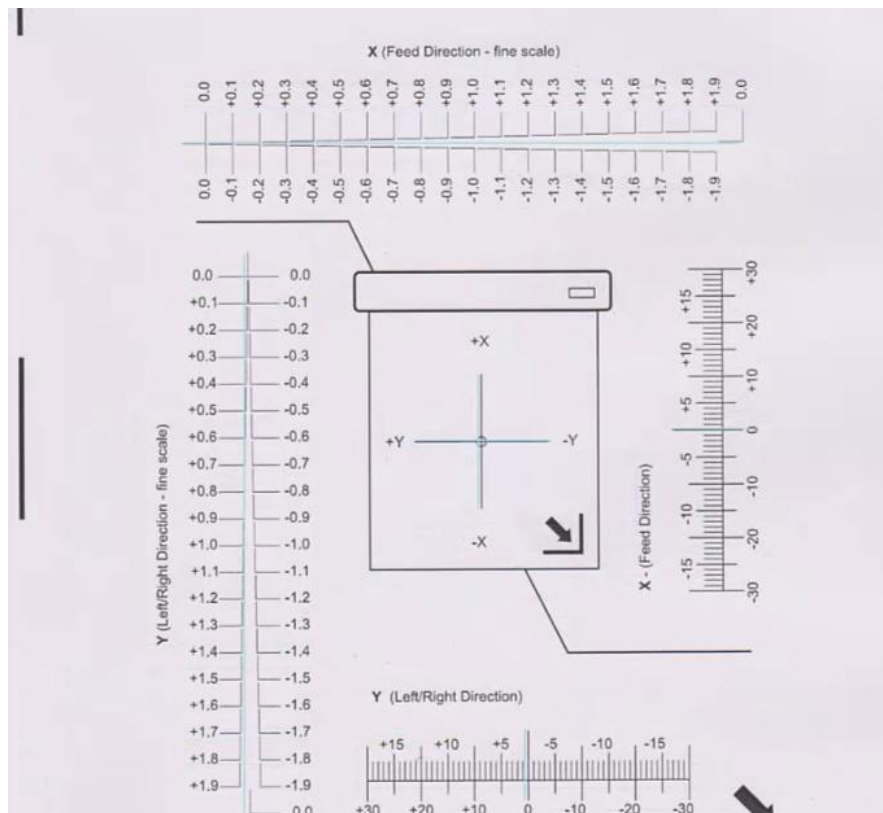 X (Feed Direction - fine scale)
0.0 +0.1 +0.2 +0.3 +0.4 +0.5 +0.6 +0.7 +0.8 +0.9 +1.0 +1.1 +1.2 +1.3 +1.4 +1.5 +1.6 +1.7 +1.8 +1.9 0.0
0.0 -0.1 -0.2 -0.3 -0.4 -0.5 -0.6 -0.7 -0.8 -0.9 -1.0 -1.1 -1.2 -1.3 -1.4 -1.5 -1.6 -1.7 -1.8 -1.9
Y (Left/Right Direction - fine scale)
0.0 0.0
+0.1 -0.1
+0.2 -0.2
+0.3 -0.3
+0.4 -0.4
+0.5 -0.5
+0.6 -0.6
+0.7 -0.7
+0.8 -0.8
+0.9 -0.9
+1.0 -1.0
+1.1 -1.1
+1.2 -1.2
+1.3 -1.3
+1.4 -1.4
+1.5 -1.5
+1.6 -1.6
+1.7 -1.7
+1.8 -1.8
+1.9 -1.9
0.0
+X
+Y -Y
-X
X - (Feed Direction)
+15 +10 +5 -5 -10 -15
+30 +20 +10 0 -10 -20 -30
Y (Left/Right Direction)
+15 +10 +5 -5 -10 -15
+30 +20 +10 0 -10 -20 -30